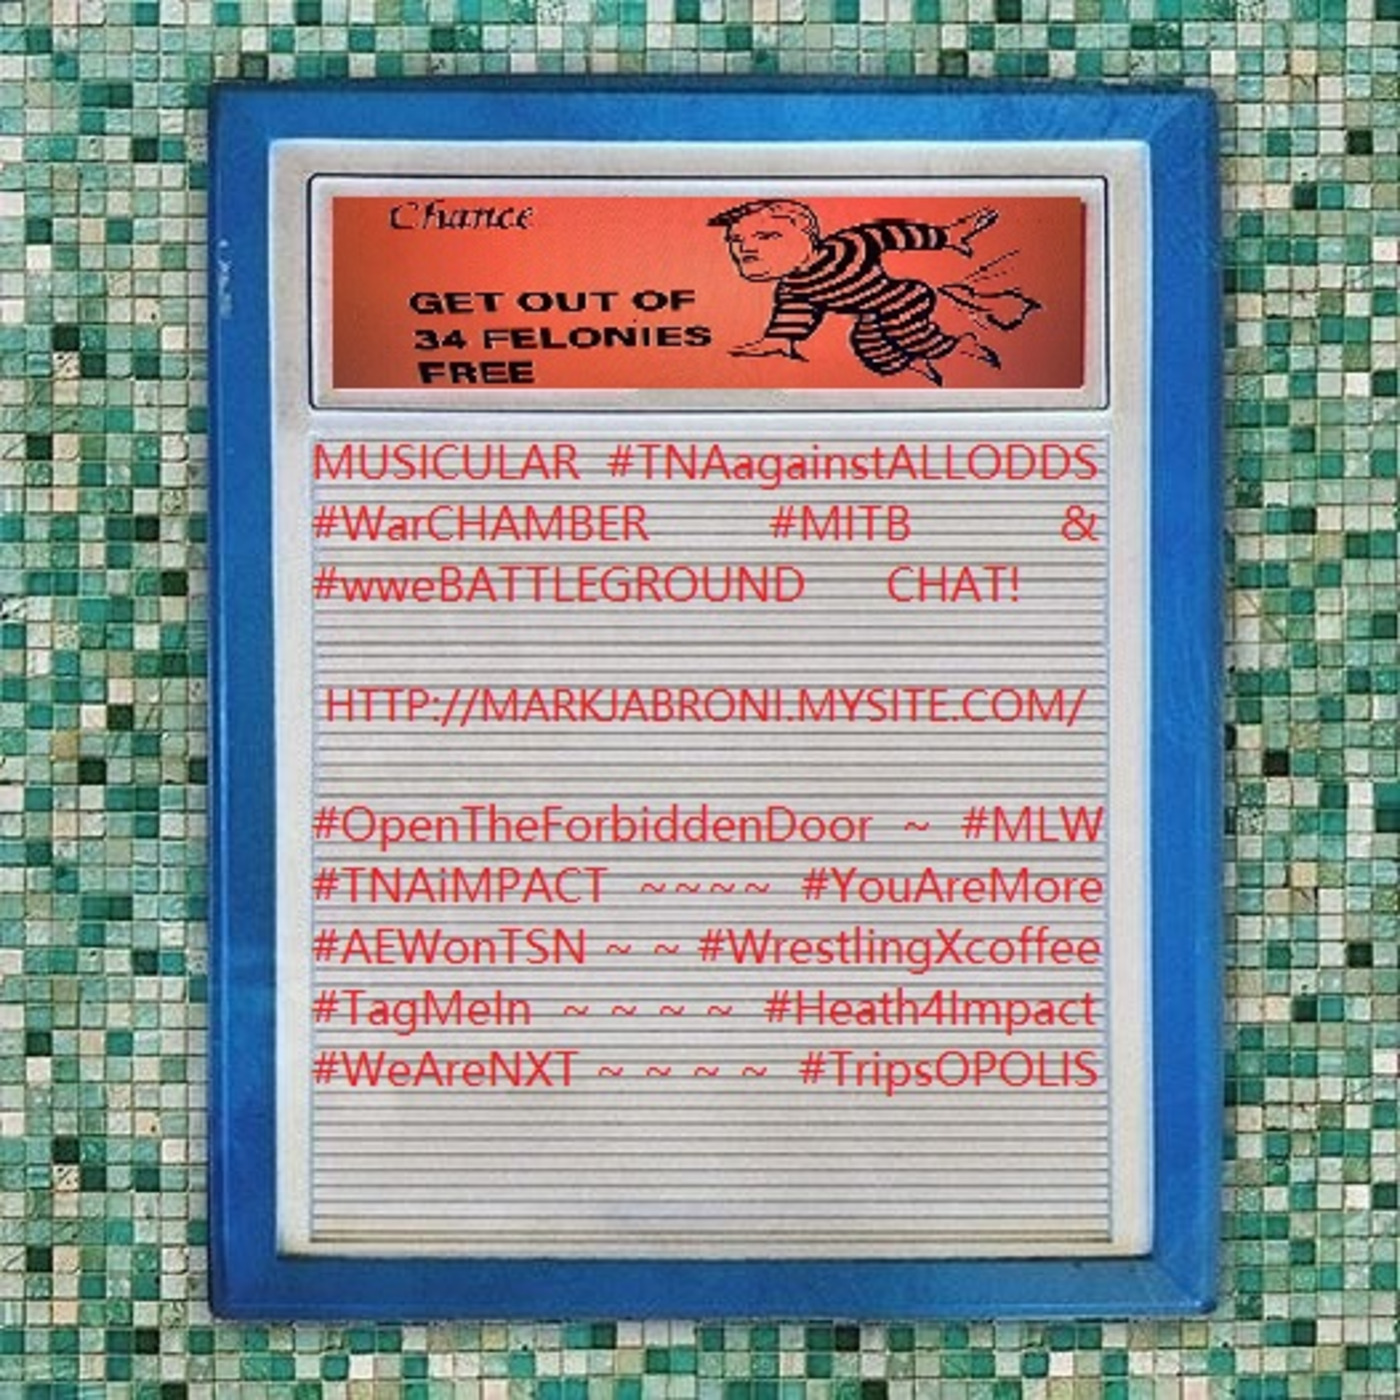 Chance
GET OUT OF
34 FELONIES
FREE
MUSICULAR #TNAagainstALLODDS
#WarCHAMBER #MITB &
#wweBATTLEGROUND CHAT!
HTTP://MARKJABRONI.MYSITE.COM/
#OpenTheForbiddenDoor ~ #MLW
#TNAiMPACT ~~~~ #YouAreMore
#AEWonTSN ~ ~ #WrestlingXcoffee
#TagMeIn ~ ~ ~ ~ #Heath4Impact
#WeAreNXT ~ ~ ~ ~ #TripsOPOLIS